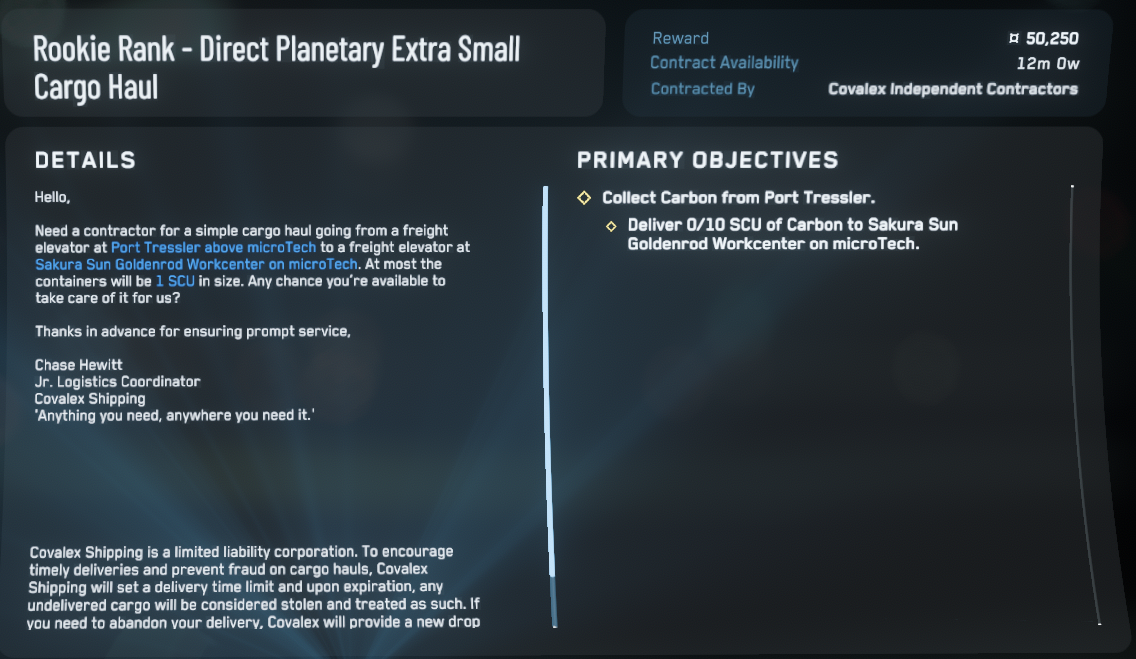 Rookie Rank - Direct Planetary Extra Small
Cargo Haul
Reward ¤ 50,250
Contract Availability 12m 0w
Contracted By Covalex Independent Contractors
DETAILS
Hello,
Need a contractor for a simple cargo haul going from a freight
elevator at Port Tressler above microTech to a freight elevator at
Sakura Sun Goldenrod Workcenter on microTech. At most the
containers will be 1 SCU in size. Any chance you're available to
take care of it for us?
Thanks in advance for ensuring prompt service,
Chase Hewitt
Jr. Logistics Coordinator
Covalex Shipping
'Anything you need, anywhere you need it.'
Covalex Shipping is a limited liability corporation. To encourage
timely deliveries and prevent fraud on cargo hauls, Covalex
Shipping will set a delivery time limit and upon expiration, any
undelivered cargo will be considered stolen and treated as such. If
you need to abandon your delivery, Covalex will provide a new drop
PRIMARY OBJECTIVES
Collect Carbon from Port Tressler.
Deliver 0/10 SCU of Carbon to Sakura Sun
Goldenrod Workcenter on microTech.